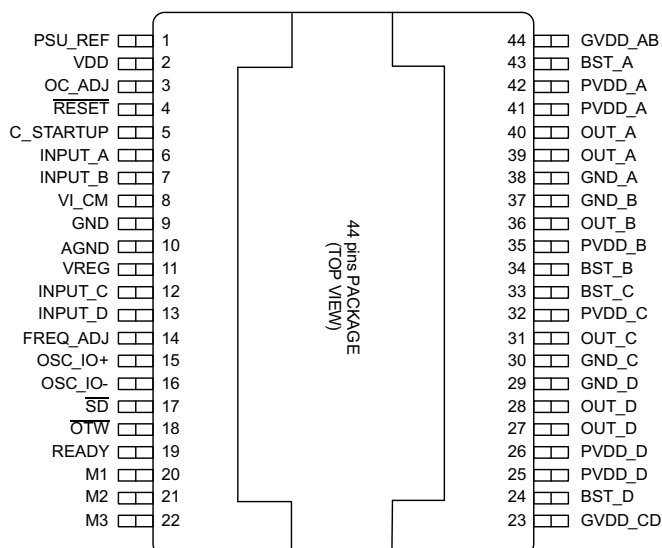 PSU_REF 1 44 GVDD_AB
VDD 2 43 BST_A
OC_ADJ 3 42 PVDD_A
RESET 4 41 PVDD_A
C_STARTUP 5 40 OUT_A
INPUT_A 6 39 OUT_A
INPUT_B 7 38 GND_A
VI_CM 8 37 GND_B
GND 9 36 OUT_B
AGND 10 35 PVDD_B
VREG 11 34 BST_B
INPUT_C 12 33 BST_C
INPUT_D 13 32 PVDD_C
FREQ_ADJ 14 31 OUT_C
OSC_IO+ 15 30 GND_C
OSC_IO- 16 29 GND_D
SD 17 28 OUT_D
OTW 18 27 OUT_D
READY 19 26 PVDD_D
M1 20 25 PVDD_D
M2 21 24 BST_D
M3 22 23 GVDD_CD
44 pins PACKAGE
(TOP VIEW)